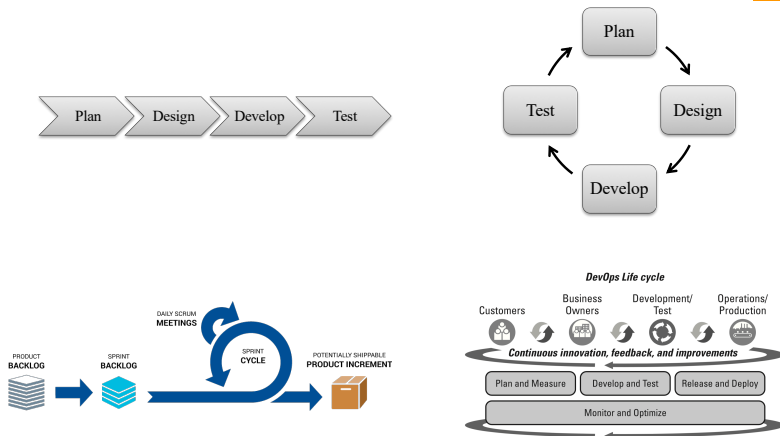 Plan
Design
Develop
Test
Plan
Design
Develop
Test
DAILY SCRUM
MEETINGS
SPRINT
CYCLE
PRODUCT
BACKLOG
SPRINT
BACKLOG
POTENTIALLY SHIPPABLE
PRODUCT INCREMENT
DevOps Life cycle
Customers
Business
Owners
Development/
Test
Operations/
Production
Continuous innovation, feedback, and improvements
Plan and Measure
Develop and Test
Release and Deploy
Monitor and Optimize